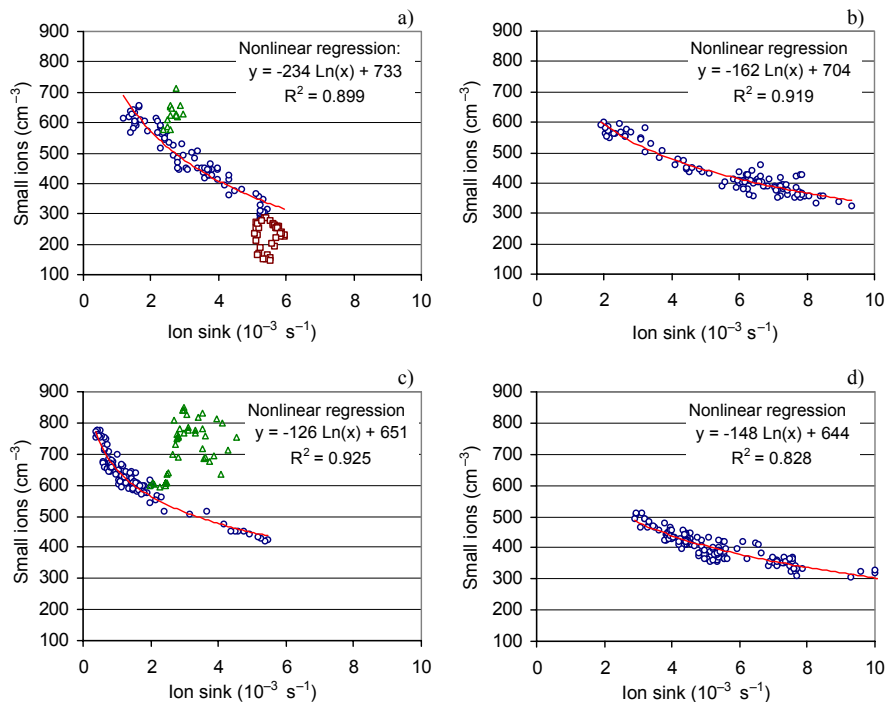 a)
Nonlinear regression:
y = -234 Ln(x) + 733
R² = 0.899
900
800
700
600
500
400
300
200
100
Small ions (cm⁻³)
0 2 4 6 8 10
Ion sink (10⁻³ s⁻¹)
b)
Nonlinear regression
y = -162 Ln(x) + 704
R² = 0.919
900
800
700
600
500
400
300
200
100
Small ions (cm⁻³)
0 2 4 6 8 10
Ion sink (10⁻³ s⁻¹)
c)
Nonlinear regression
y = -126 Ln(x) + 651
R² = 0.925
900
800
700
600
500
400
300
200
100
Small ions (cm⁻³)
0 2 4 6 8 10
Ion sink (10⁻³ s⁻¹)
d)
Nonlinear regression
y = -148 Ln(x) + 644
R² = 0.828
900
800
700
600
500
400
300
200
100
Small ions (cm⁻³)
0 2 4 6 8 10
Ion sink (10⁻³ s⁻¹)